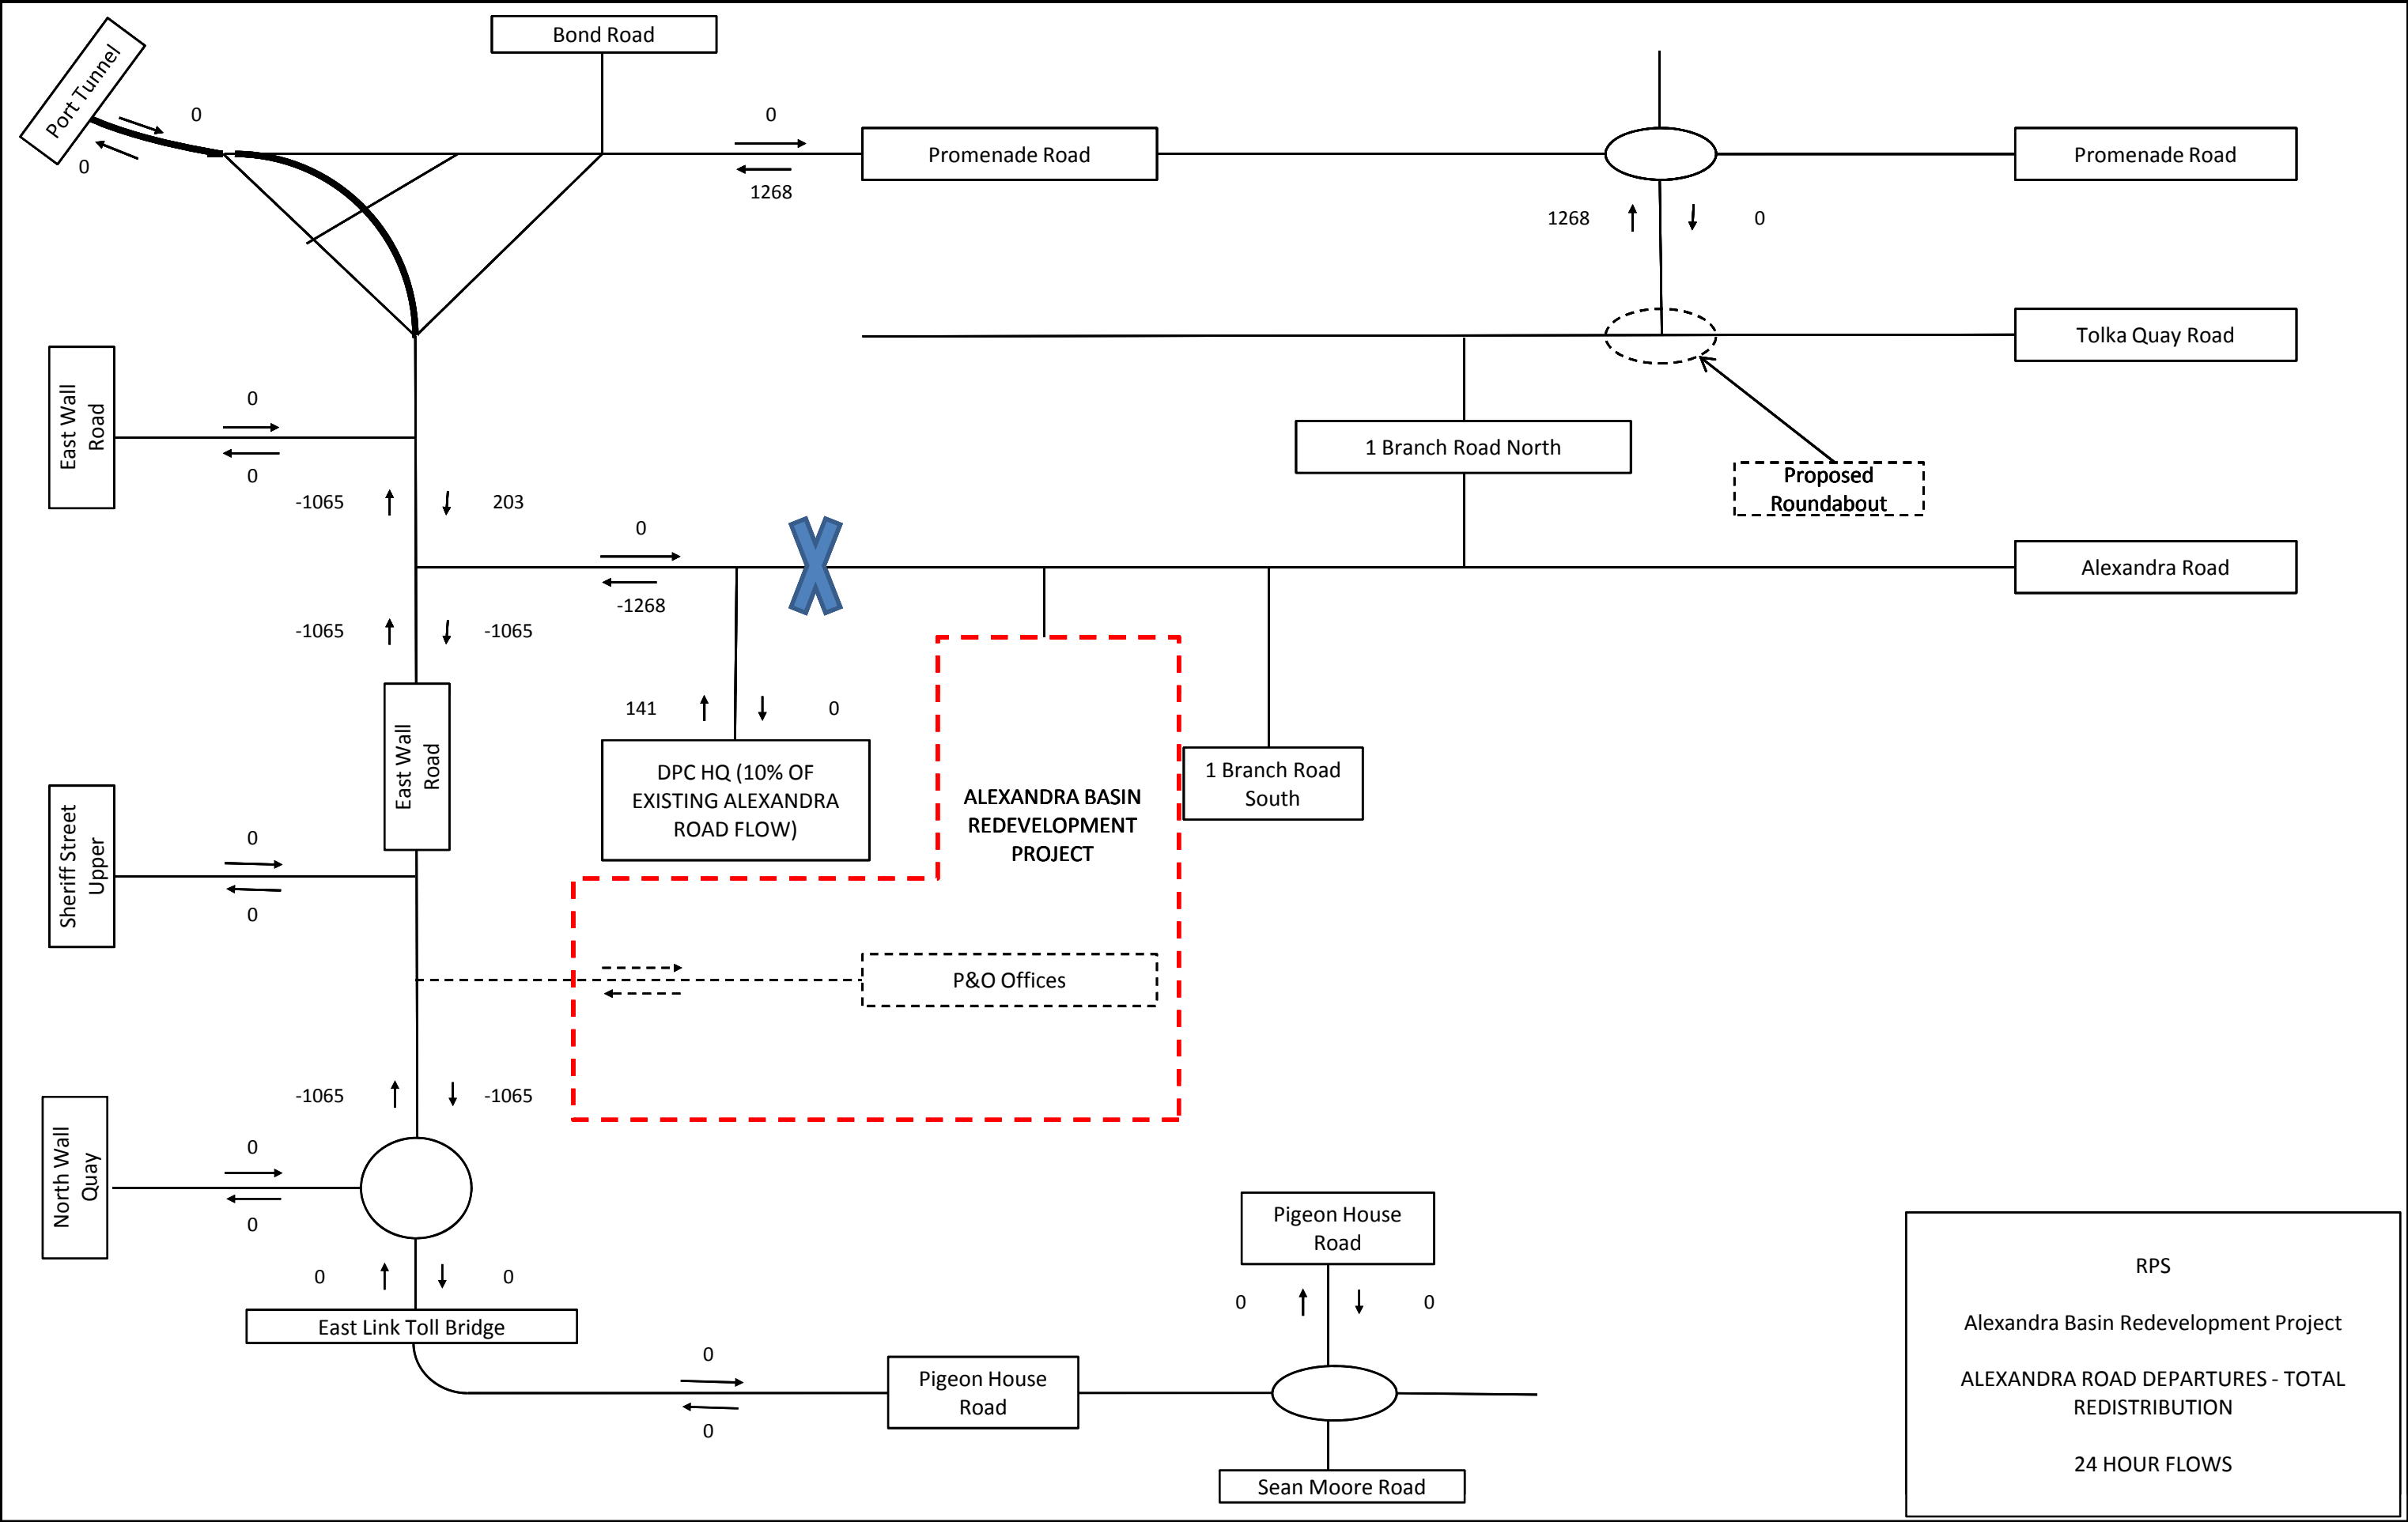 Bond Road
Port Tunnel
0
0
0
1268
Promenade Road
Promenade Road
1268
0
Tolka Quay Road
East Wall
Road
0
0
1 Branch Road North
Proposed
Roundabout
-1065
203
0
-1268
Alexandra Road
-1065
-1065
141
0
East Wall
Road
DPC HQ (10% OF
EXISTING ALEXANDRA
ROAD FLOW)
ALEXANDRA BASIN
REDEVELOPMENT
PROJECT
1 Branch Road
South
Sheriff Street
Upper
0
0
P&O Offices
-1065
-1065
North Wall
Quay
0
0
0
0
East Link Toll Bridge
Pigeon House
Road
0
0
0
0
Pigeon House
Road
Sean Moore Road
RPS
Alexandra Basin Redevelopment Project
ALEXANDRA ROAD DEPARTURES - TOTAL
REDISTRIBUTION
24 HOUR FLOWS